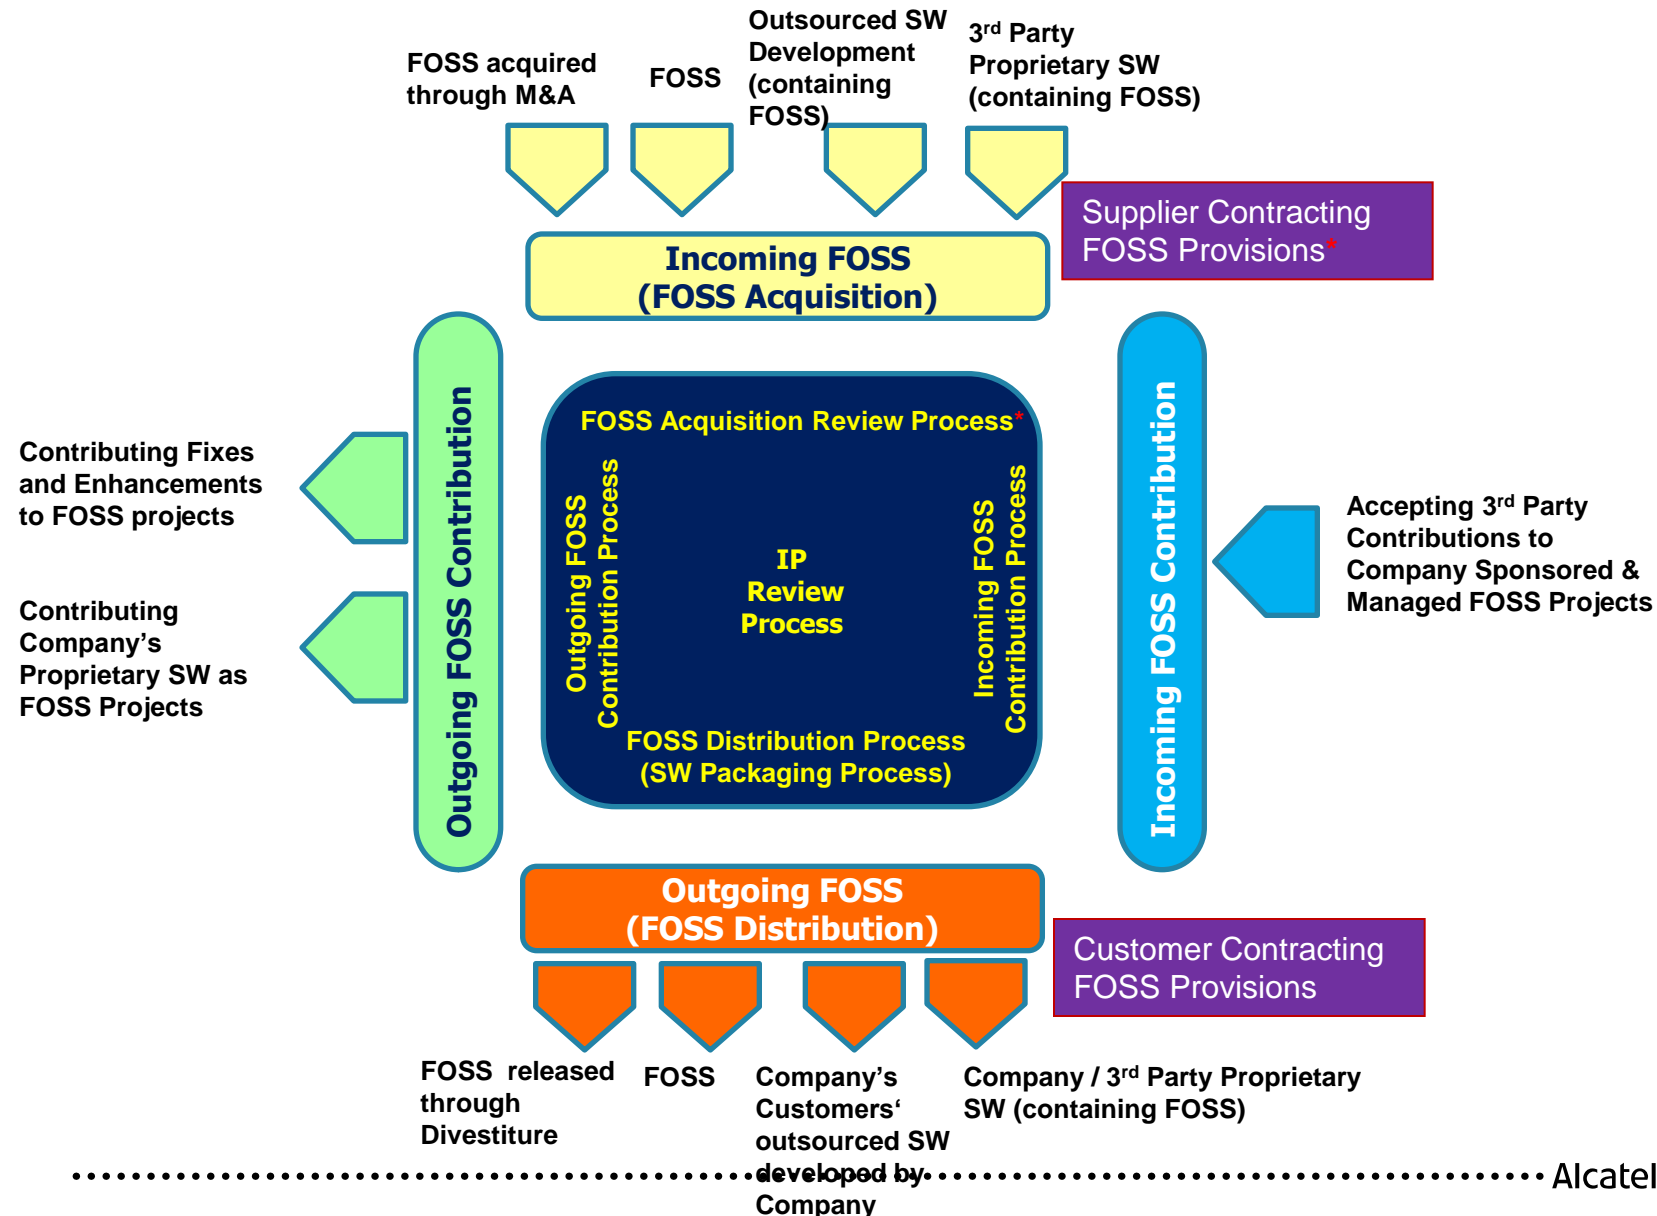 FOSS acquired
through M&A
FOSS
Outsourced SW
Development
(containing
FOSS)
3rd Party
Proprietary SW
(containing FOSS)
Supplier Contracting
FOSS Provisions*
Incoming FOSS
(FOSS Acquisition)
Outgoing FOSS Contribution
Contributing Fixes
and Enhancements
to FOSS projects
Contributing
Company’s
Proprietary SW as
FOSS Projects
FOSS Acquisition Review Process*
Outgoing FOSS
Contribution Process
IP
Review
Process
Incoming FOSS
Contribution Process
FOSS Distribution Process
(SW Packaging Process)
Incoming FOSS Contribution
Accepting 3rd Party
Contributions to
Company Sponsored &
Managed FOSS Projects
Outgoing FOSS
(FOSS Distribution)
Customer Contracting
FOSS Provisions
FOSS  released
through
Divestiture
FOSS
Company’s
Customers‘
outsourced SW
developed by
Company
Company / 3rd Party Proprietary
SW (containing FOSS)
Alcatel